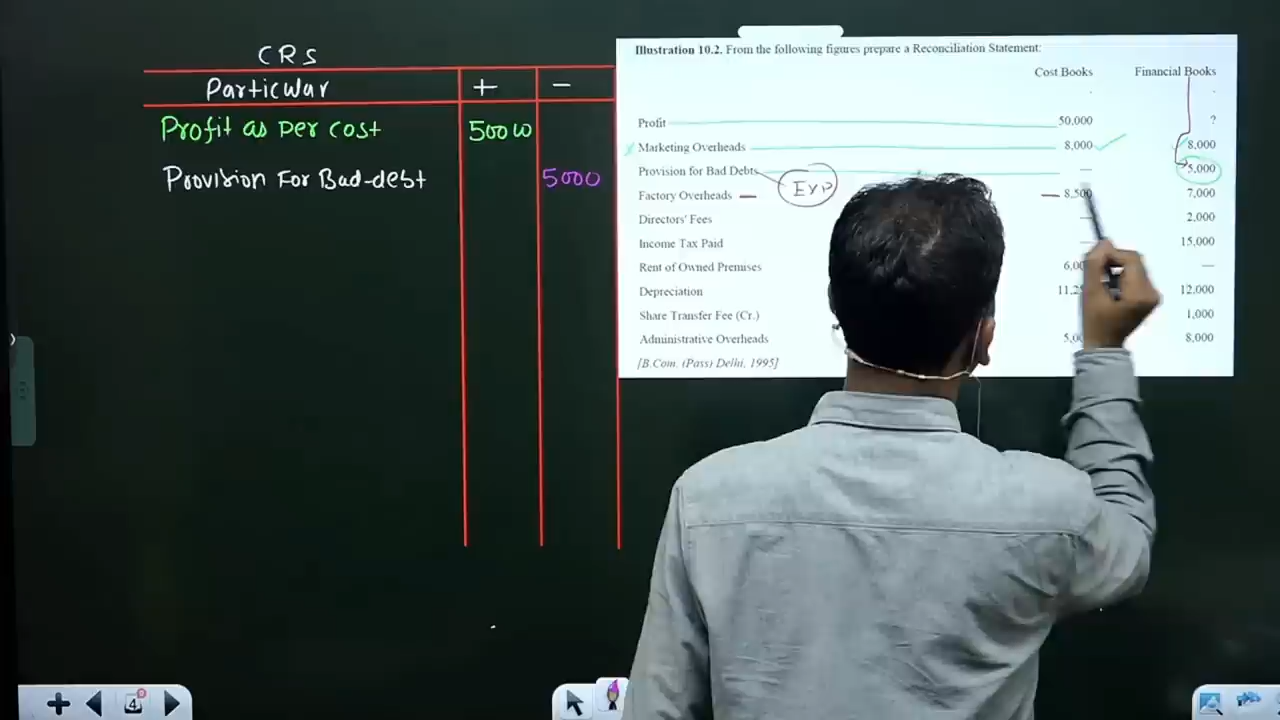 CRS
Particular + -
Profit as Per cost 50000
Provision For Bad-debt 5000
Illustration 10.2. From the following figures prepare a Reconciliation Statement:
Cost Books Financial Books
Profit 50,000 ?
Marketing Overheads 8,000 8,000
Provision for Bad Debts Exp — 5,000
Factory Overheads 8,500 7,000
Directors' Fees — 2,000
Income Tax Paid — 15,000
Rent of Owned Premises —
Depreciation 12,000
Share Transfer Fee (Cr.) 1,000
Administrative Overheads 8,000
[B.Com. (Pass) Delhi, 1995]
4